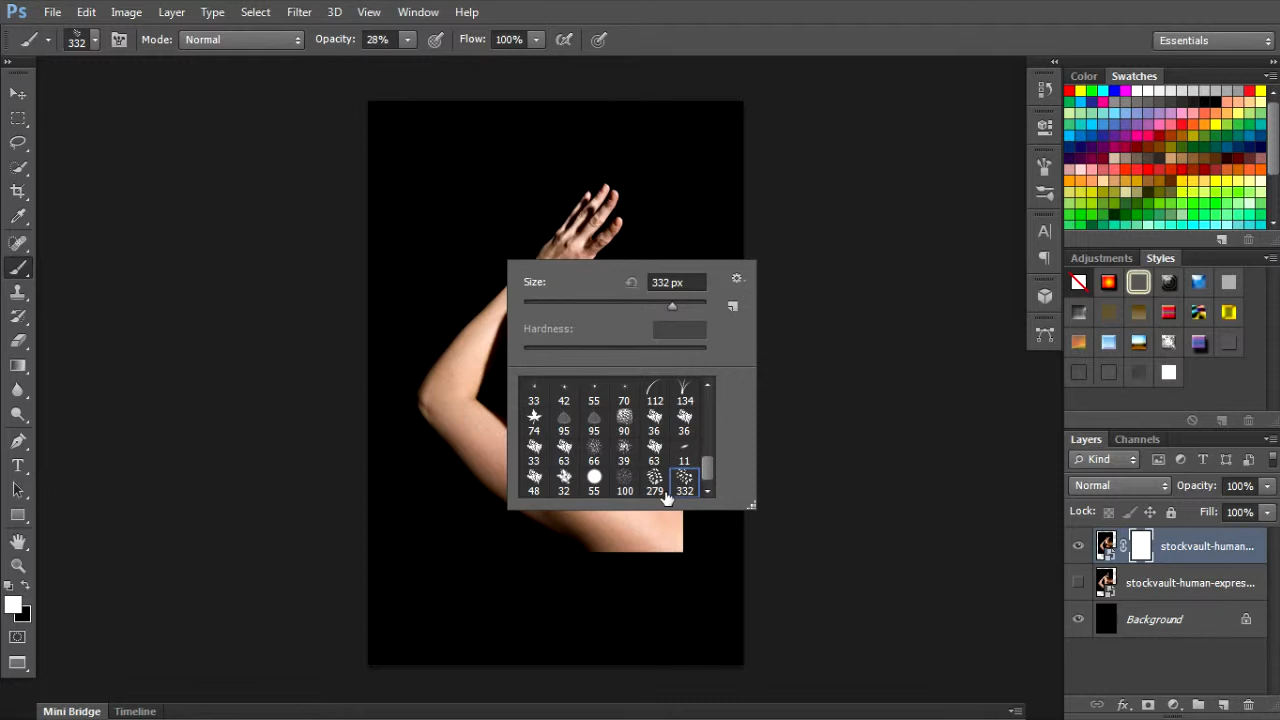 Ps File Edit Image Layer Type Select Filter 3D View Window Help
332 Mode: Normal Opacity: 28% Flow: 100% Essentials
Color Swatches
Size: 332 px
Hardness:
33 42 55 70 112 134
74 95 95 90 36 36
33 63 66 39 63 11
48 32 55 100 279 332
Adjustments Styles
Layers Channels
Kind
Normal Opacity: 100%
Lock: Fill: 100%
stockvault-human...
stockvault-human-expres...
Background
Mini Bridge Timeline